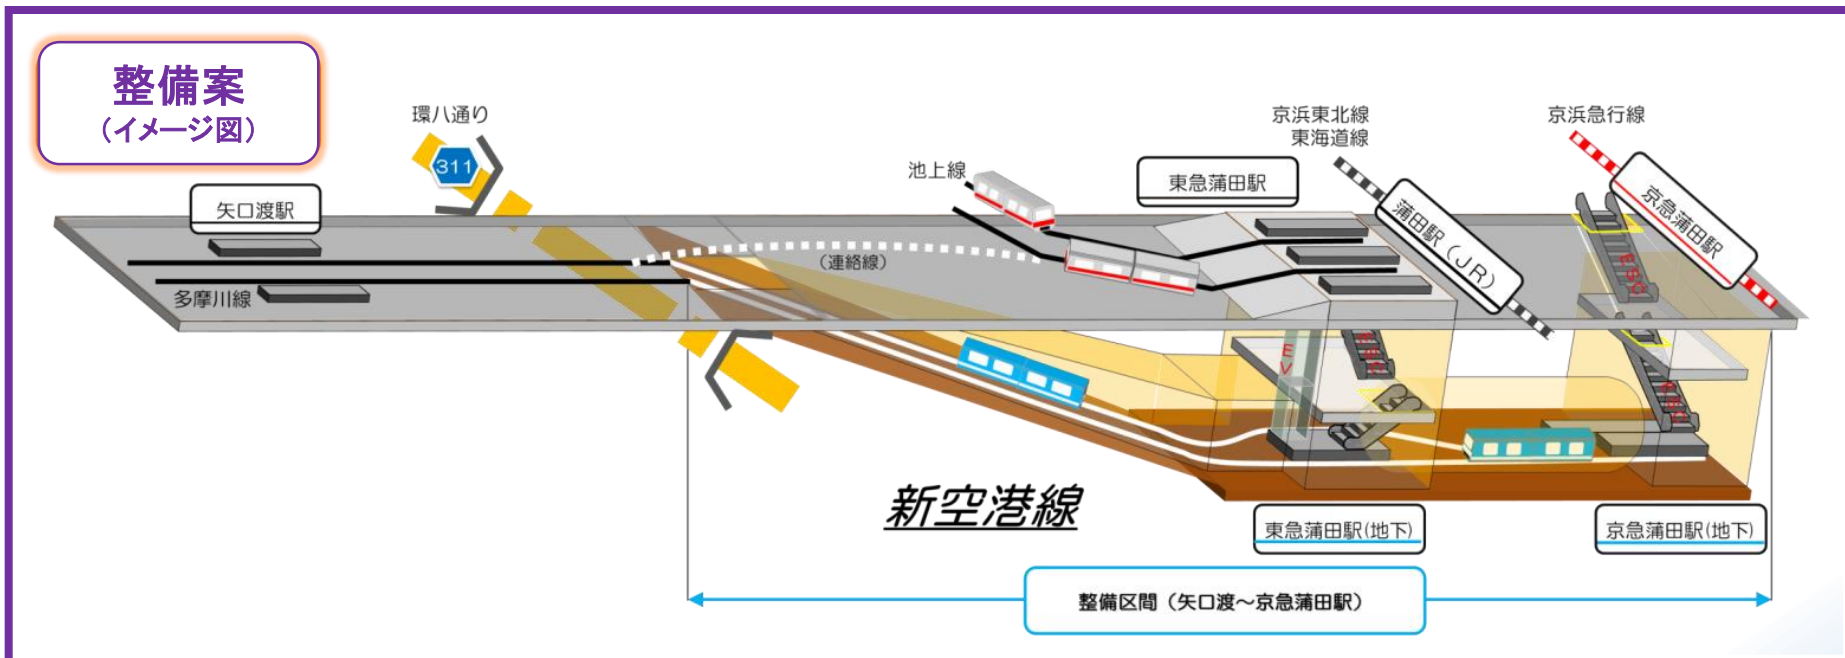 整備案
(イメージ図)
環八通り
311
矢口渡駅
多摩川線
(連絡線)
池上線
東急蒲田駅
京浜東北線
東海道線
蒲田駅(JR)
京浜急行線
京急蒲田駅
ESC
EV
ESC
ESC
新空港線
東急蒲田駅(地下)
京急蒲田駅(地下)
整備区間(矢口渡~京急蒲田駅)